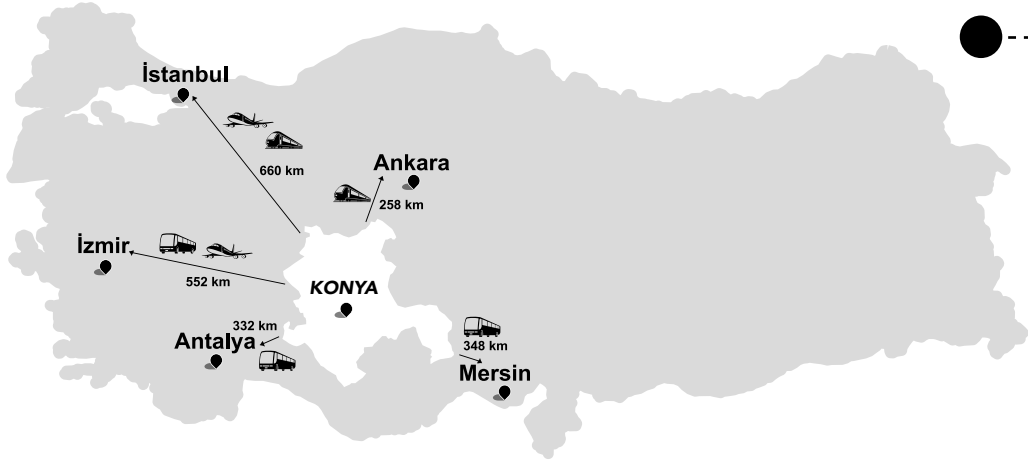 İstanbul
660 km
Ankara
258 km
İzmir
552 km
KONYA
332 km
Antalya
348 km
Mersin